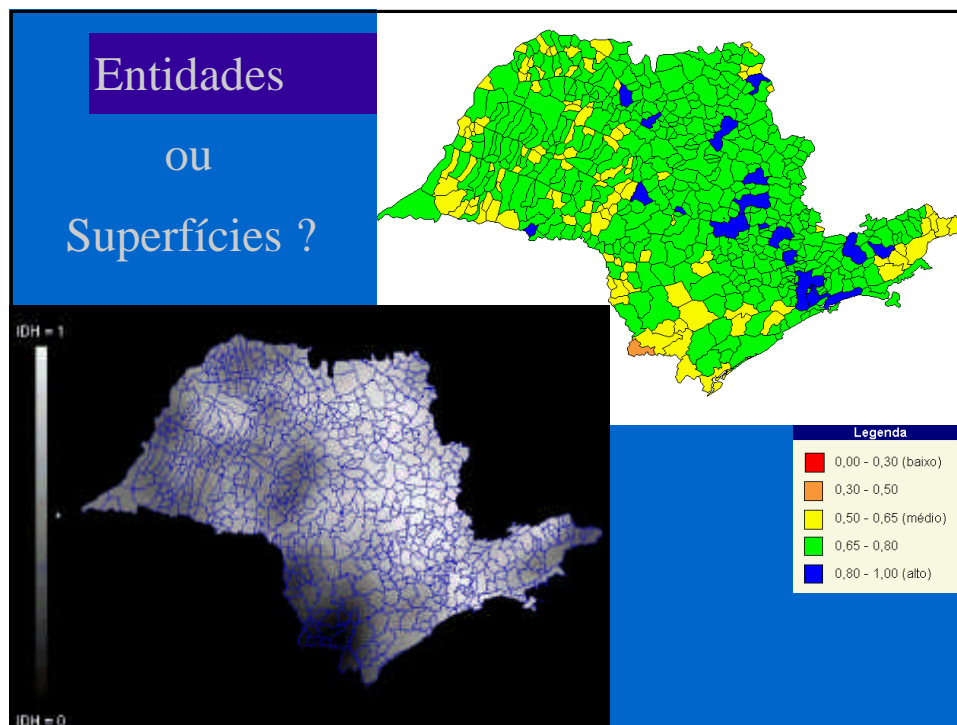 Entidades
ou
Superfícies ?
IDH = 1
IDH = 0
Legenda
0,00 - 0,30 (baixo)
0,30 - 0,50
0,50 - 0,65 (médio)
0,65 - 0,80
0,80 - 1,00 (alto)